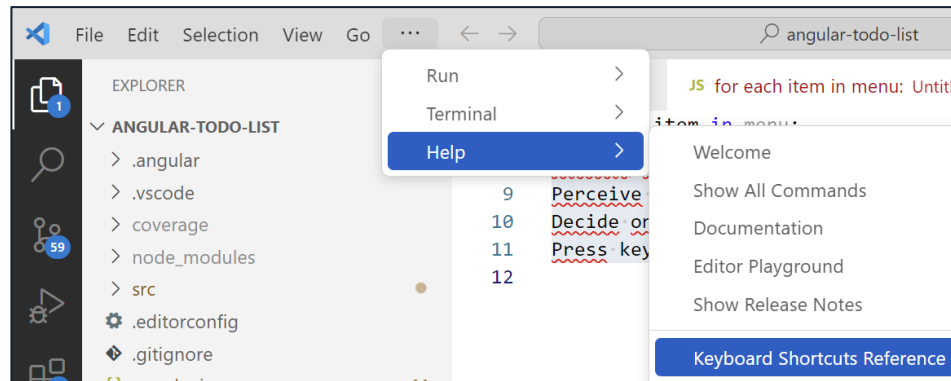 File Edit Selection View Go ... angular-todo-list
EXPLORER
1
ANGULAR-TODO-LIST
.angular
.vscode
coverage
59
node_modules
src
.editorconfig
.gitignore
Run
Terminal
Help
JS for each item in menu:
item in menu:
9 Perceive
10 Decide
11 Press
12
Welcome
Show All Commands
Documentation
Editor Playground
Show Release Notes
Keyboard Shortcuts Reference